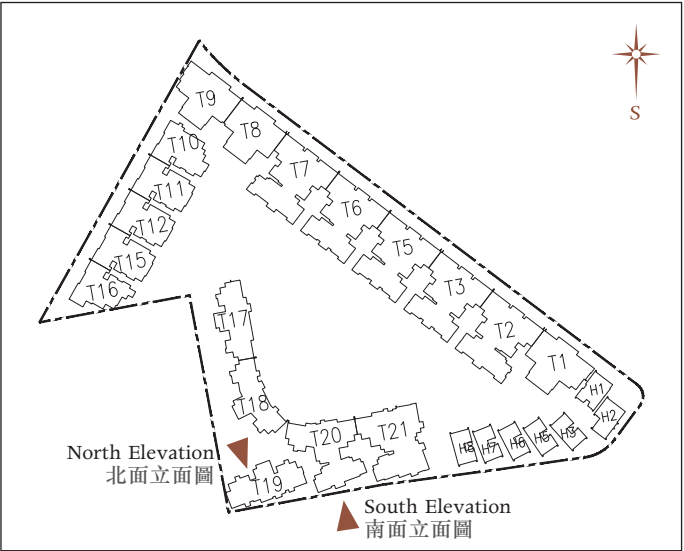 S
T9
T8
T10
T7
T11
T6
T12
T5
T15
T3
T16
T17
T2
T1
H1
T18
H2
T20
T21
H8
H7
H6
H5
H3
North Elevation
北面立面圖
T19
South Elevation
南面立面圖